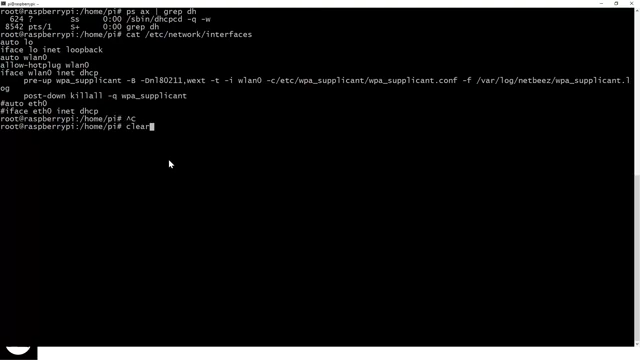 pi@raspberrypi: ~
root@raspberrypi:/home/pi# ps ax | grep dh
624 ? Ss 0:00 /sbin/dhcpcd -q -w
8542 pts/1 S+ 0:00 grep dh
root@raspberrypi:/home/pi# cat /etc/network/interfaces
auto lo
iface lo inet loopback
auto wlan0
allow-hotplug wlan0
iface wlan0 inet dhcp
pre-up wpa_supplicant -B -Dnl80211,wext -t -i wlan0 -c/etc/wpa_supplicant/wpa_supplicant.conf -f /var/log/netbeez/wpa_supplicant.l
og
post-down killall -q wpa_supplicant
#auto eth0
#iface eth0 inet dhcp
root@raspberrypi:/home/pi# ^C
root@raspberrypi:/home/pi# clear